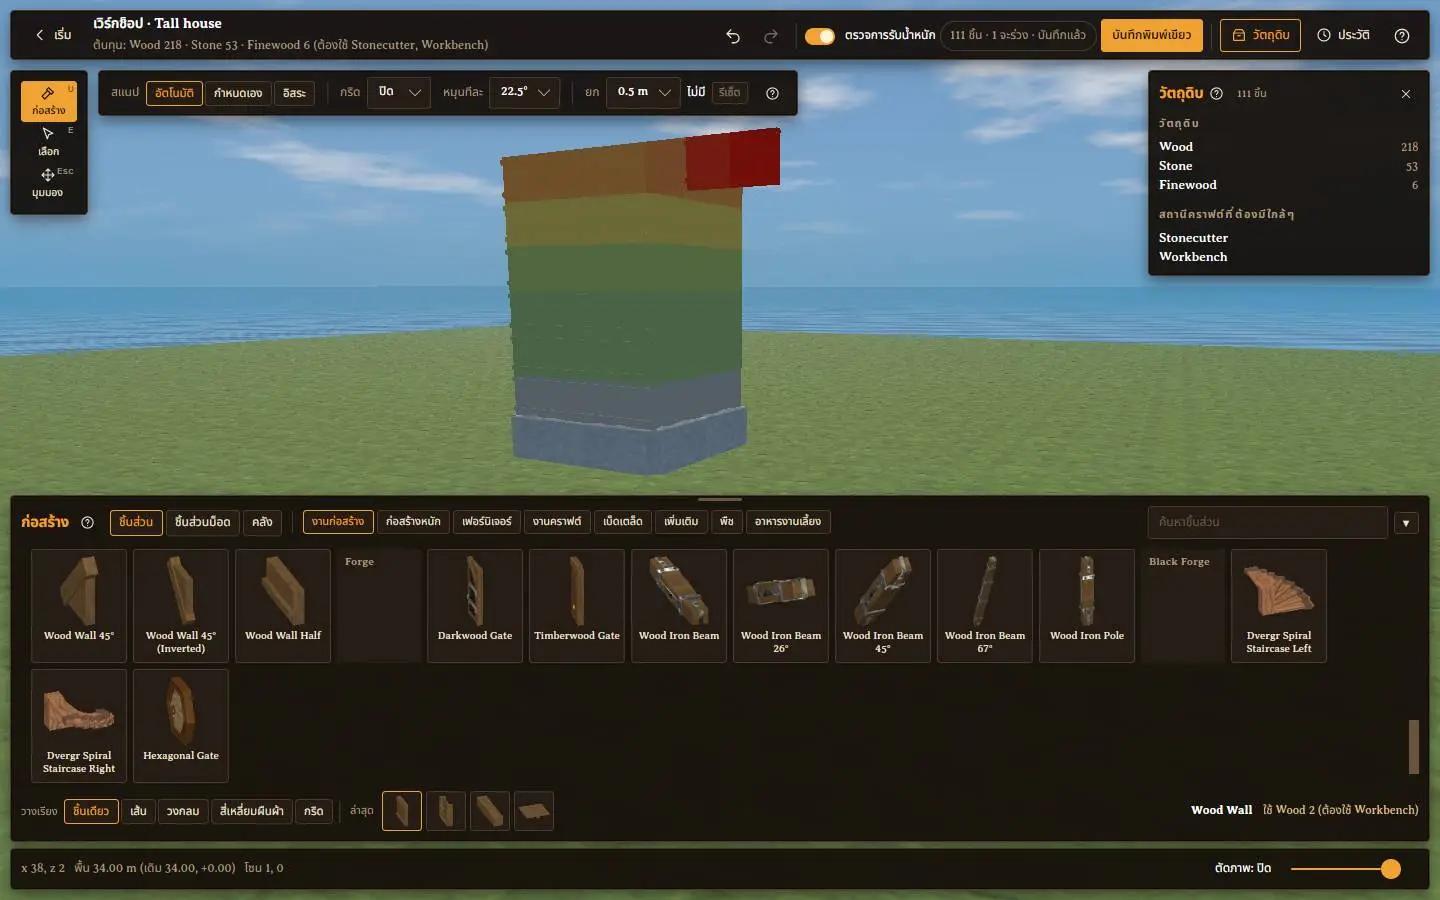 เริ่ม
เวิร์กช็อป · Tall house
ต้นทุน: Wood 218 · Stone 53 · Finewood 6 (ต้องใช้ Stonecutter, Workbench)
ตรวจการรับน้ำหนัก
111 ชิ้น · 1 จะร่วง · บันทึกแล้ว
บันทึกพิมพ์เขียว
วัตถุดิบ
ประวัติ
ก่อสร้าง
U
เลือก
E
มุมมอง
Esc
สแนป อัตโนมัติ กำหนดเอง อิสระ กริด ปิด หมุนทีละ 22.5° ยก 0.5 m ไม่มี รีเซ็ต
วัตถุดิบ 111 ชิ้น
วัตถุดิบ
Wood 218
Stone 53
Finewood 6
สถานีคราฟต์ที่ต้องมีใกล้ๆ
Stonecutter
Workbench
ก่อสร้าง ชิ้นส่วน ชิ้นส่วนม็อด คลัง งานก่อสร้าง ก่อสร้างหนัก เฟอร์นิเจอร์ งานคราฟต์ เบ็ดเตล็ด เพิ่มเติม พืช อาหารงานเลี้ยง ค้นหาชิ้นส่วน
Wood Wall 45°
Wood Wall 45°
(Inverted)
Wood Wall Half
Forge
Darkwood Gate
Timberwood Gate
Wood Iron Beam
Wood Iron Beam
26°
Wood Iron Beam
45°
Wood Iron Beam
67°
Wood Iron Pole
Black Forge
Dvergr Spiral
Staircase Left
Dvergr Spiral
Staircase Right
Hexagonal Gate
วางเรียง ชิ้นเดียว เส้น วงกลม สี่เหลี่ยมผืนผ้า กริด ล่าสุด
Wood Wall ใช้ Wood 2 (ต้องใช้ Workbench)
x 38, z 2 พื้น 34.00 m (เดิม 34.00, +0.00) โซน 1, 0
ตัดภาพ: ปิด